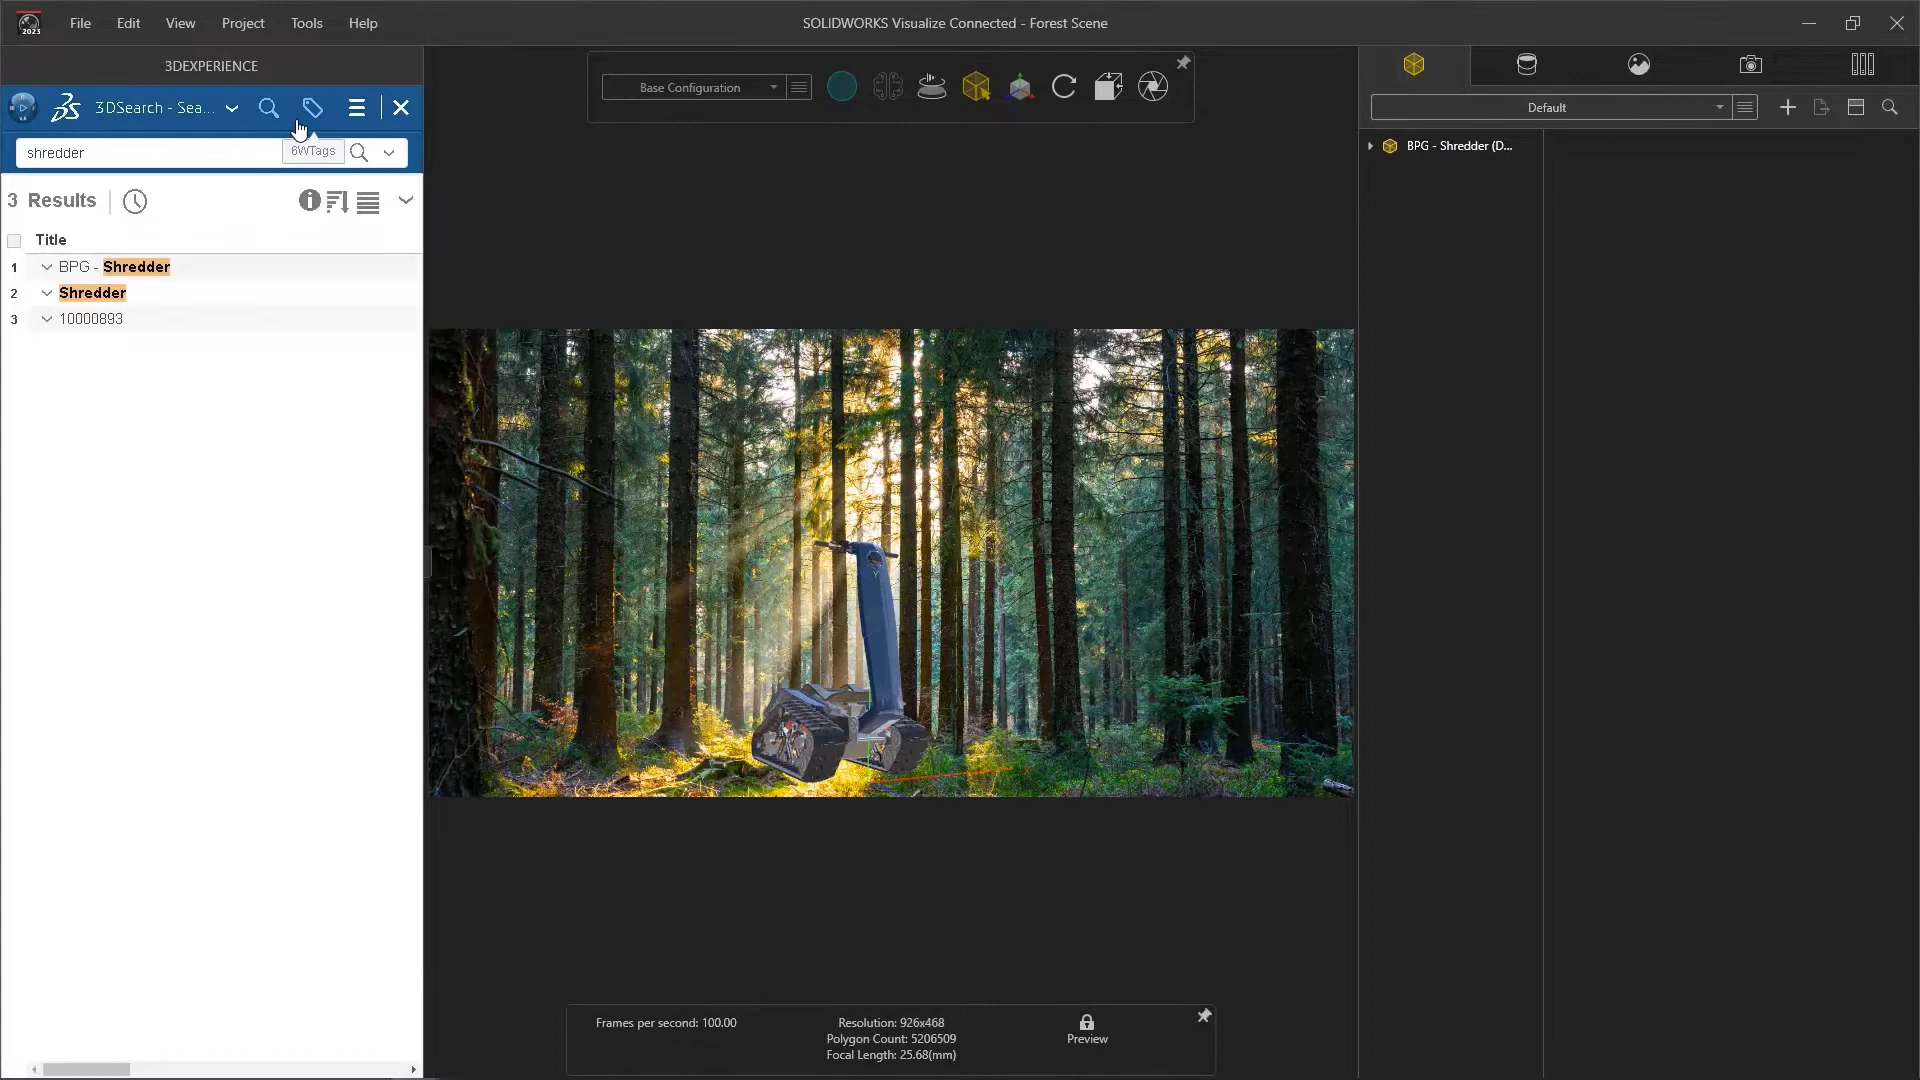 2023
File Edit View Project Tools Help
SOLIDWORKS Visualize Connected - Forest Scene
3DEXPERIENCE
3DSearch - Sea...
shredder
6WTags
3 Results
Title
1 BPG - Shredder
2 Shredder
3 10000893
Base Configuration
Default
BPG - Shredder (D...
Y
Frames per second: 100.00
Resolution: 926x468
Polygon Count: 5206509
Focal Length: 25.68(mm)
Preview